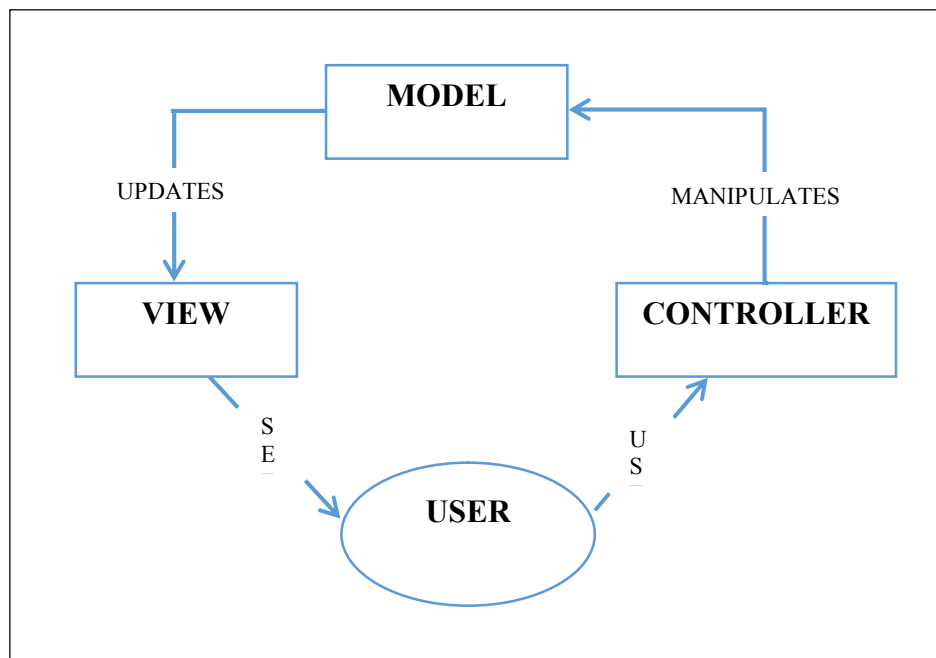 MODEL
UPDATES
MANIPULATES
VIEW
CONTROLLER
S
E
U
S
USER